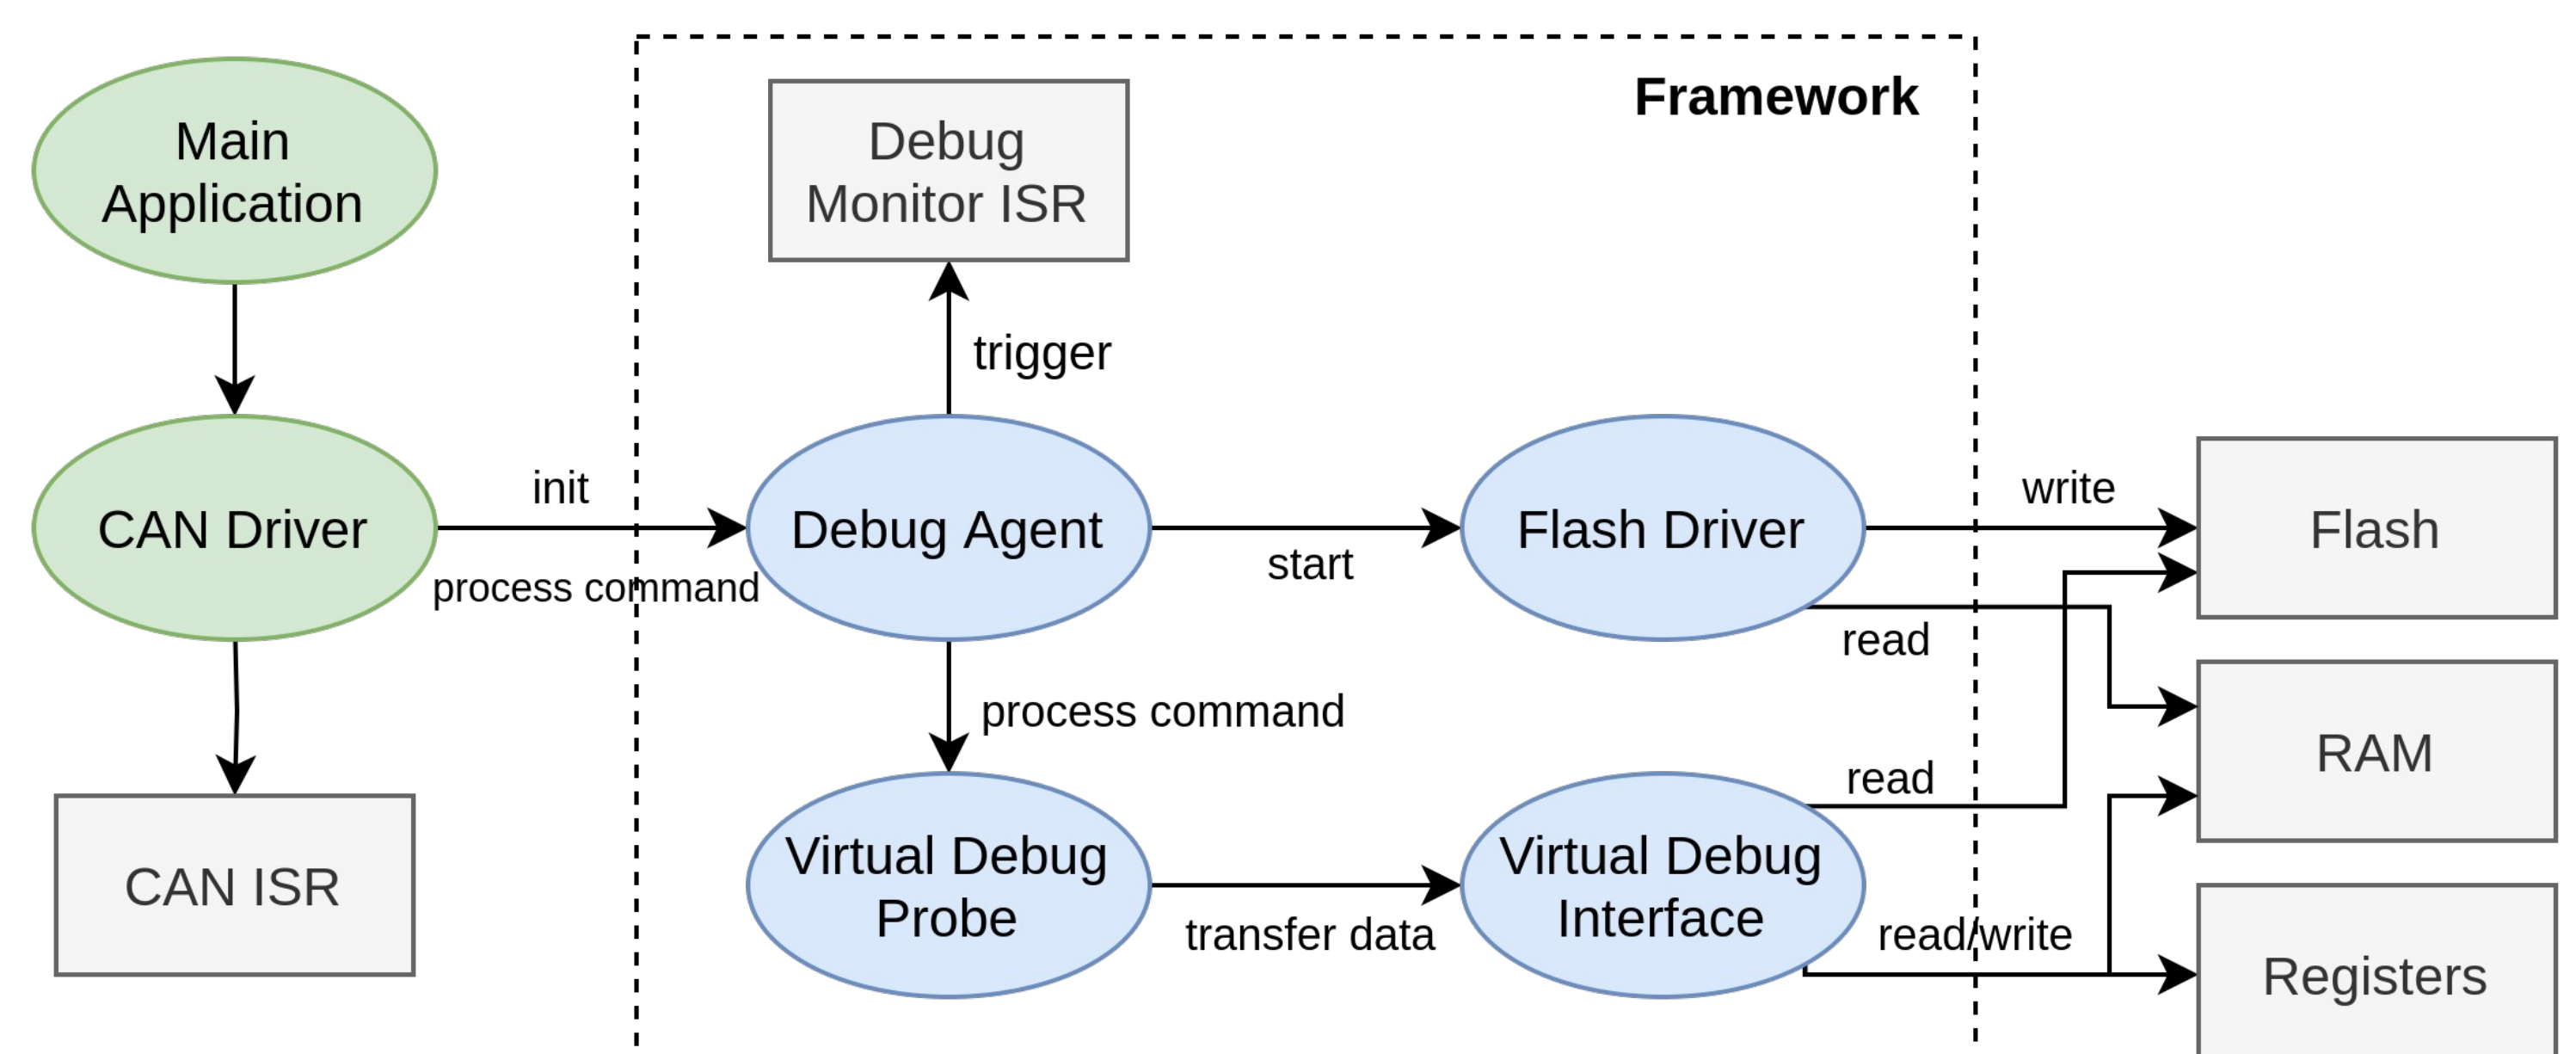 Framework
Main
Application
Debug
Monitor ISR
trigger
CAN Driver
init
process command
Debug Agent
start
Flash Driver
write
read
Flash
process command
RAM
CAN ISR
Virtual Debug
Probe
transfer data
Virtual Debug
Interface
read
read/write
Registers